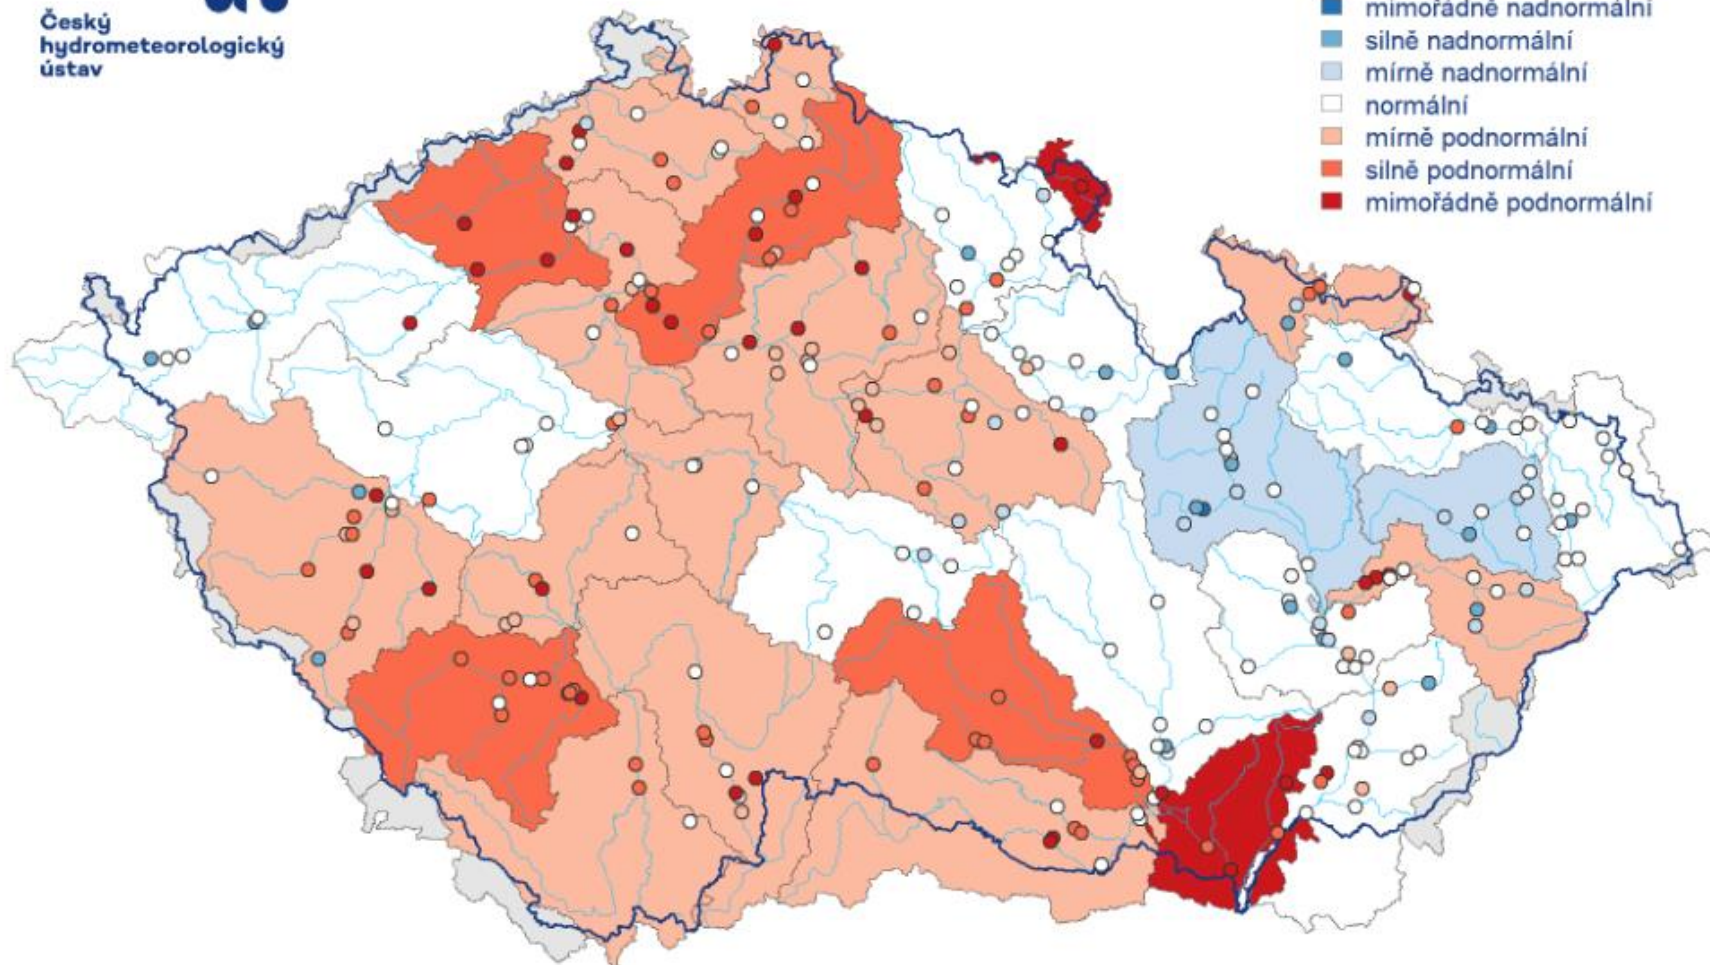 Český
hydrometeorologický
ústav
mimořádně nadnormální
silně nadnormální
mírně nadnormální
normální
mírně podnormální
silně podnormální
mimořádně podnormální